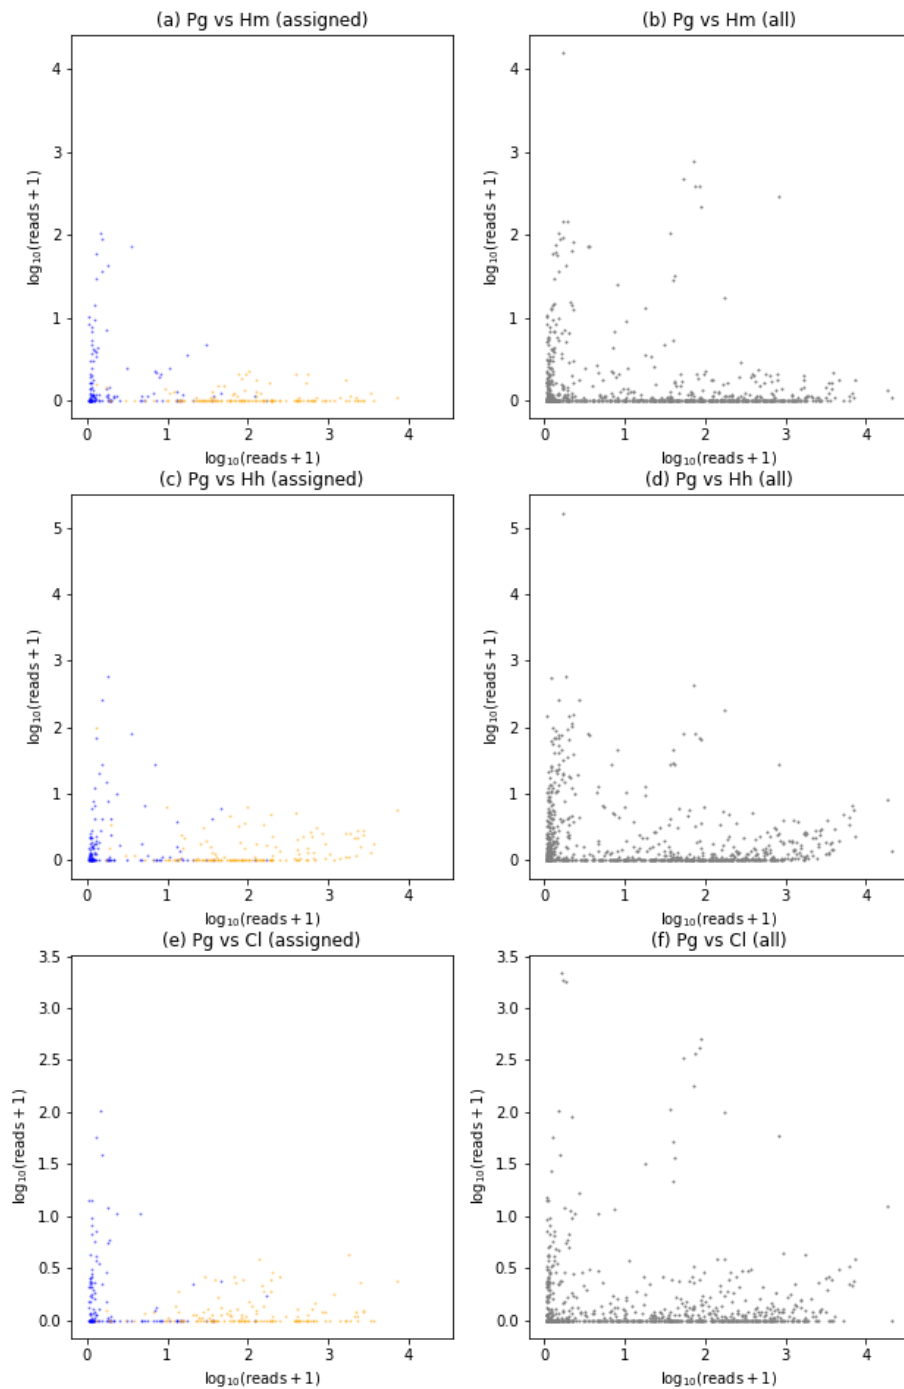 (a) Pg vs Hm (assigned)
(b) Pg vs Hm (all)
4
3
2
1
0
log10(reads + 1)
0 1 2 3 4
log10(reads + 1)
4
3
2
1
0
log10(reads + 1)
0 1 2 3 4
log10(reads + 1)
(c) Pg vs Hh (assigned)
(d) Pg vs Hh (all)
5
4
3
2
1
0
log10(reads + 1)
0 1 2 3 4
log10(reads + 1)
5
4
3
2
1
0
log10(reads + 1)
0 1 2 3 4
log10(reads + 1)
(e) Pg vs Cl (assigned)
(f) Pg vs Cl (all)
3.5
3.0
2.5
2.0
1.5
1.0
0.5
0.0
log10(reads + 1)
0 1 2 3 4
log10(reads + 1)
3.5
3.0
2.5
2.0
1.5
1.0
0.5
0.0
log10(reads + 1)
0 1 2 3 4
log10(reads + 1)